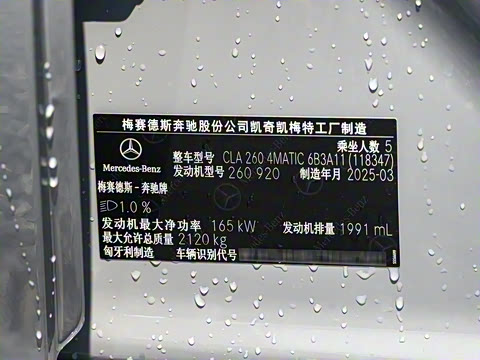 梅赛德斯奔驰股份公司凯奇凯梅特工厂制造
乘坐人数 5
整车型号 CLA 260 4MATIC 6B3A11 (118347)
Mercedes-Benz 发动机型号 260 920 制造年月 2025-03
梅赛德斯 - 奔驰牌
1.0 %
发动机最大净功率 165 kW 发动机排量 1991 mL
最大允许总质量 2120 kg
匈牙利制造 车辆识别代号